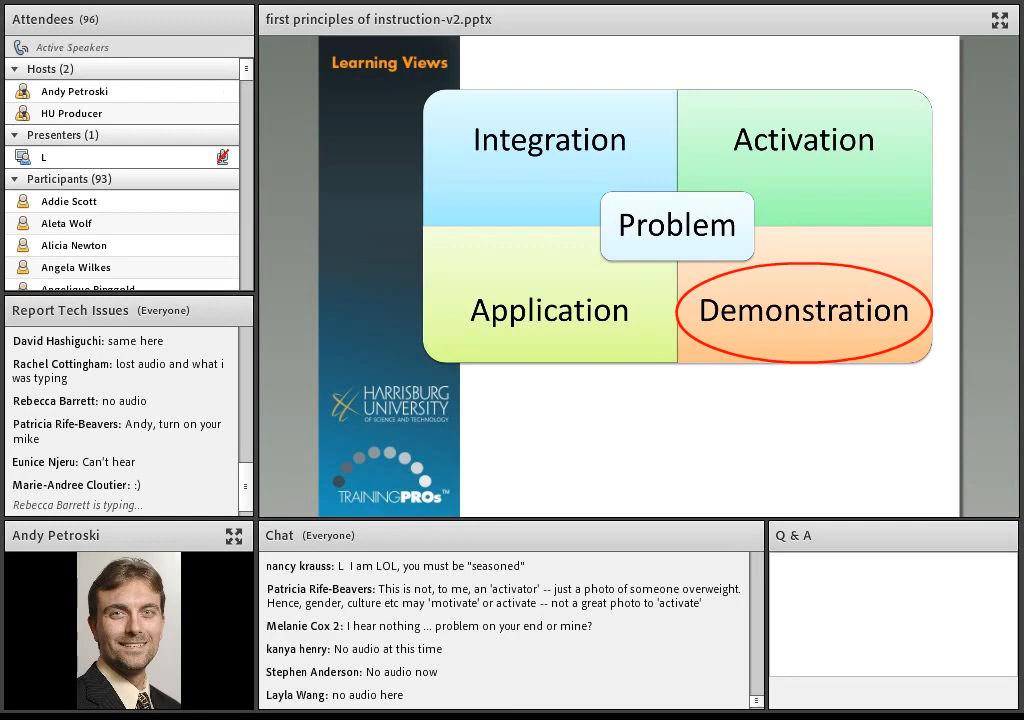 Attendees (96)
Active Speakers
Hosts (2)
Andy Petroski
HU Producer
Presenters (1)
L
Participants (93)
Addie Scott
Aleta Wolf
Alicia Newton
Angela Wilkes
Angelique Ringgold
Report Tech Issues (Everyone)
David Hashiguchi: same here
Rachel Cottingham: lost audio and what i
was typing
Rebecca Barrett: no audio
Patricia Rife-Beavers: Andy, turn on your
mike
Eunice Njeru: Can't hear
Marie-Andree Cloutier: :)
Rebecca Barrett is typing...
Andy Petroski
first principles of instruction-v2.pptx
Learning Views
Integration
Activation
Problem
Application
Demonstration
HARRISBURG
UNIVERSITY
OF SCIENCE AND TECHNOLOGY
TRAININGPROs™
Chat (Everyone)
nancy krauss: L I am LOL, you must be "seasoned"
Patricia Rife-Beavers: This is not, to me, an 'activator' -- just a photo of someone overweight.
Hence, gender, culture etc may 'motivate' or activate -- not a great photo to 'activate'
Melanie Cox 2: I hear nothing ... problem on your end or mine?
kanya henry: No audio at this time
Stephen Anderson: No audio now
Layla Wang: no audio here
Q & A